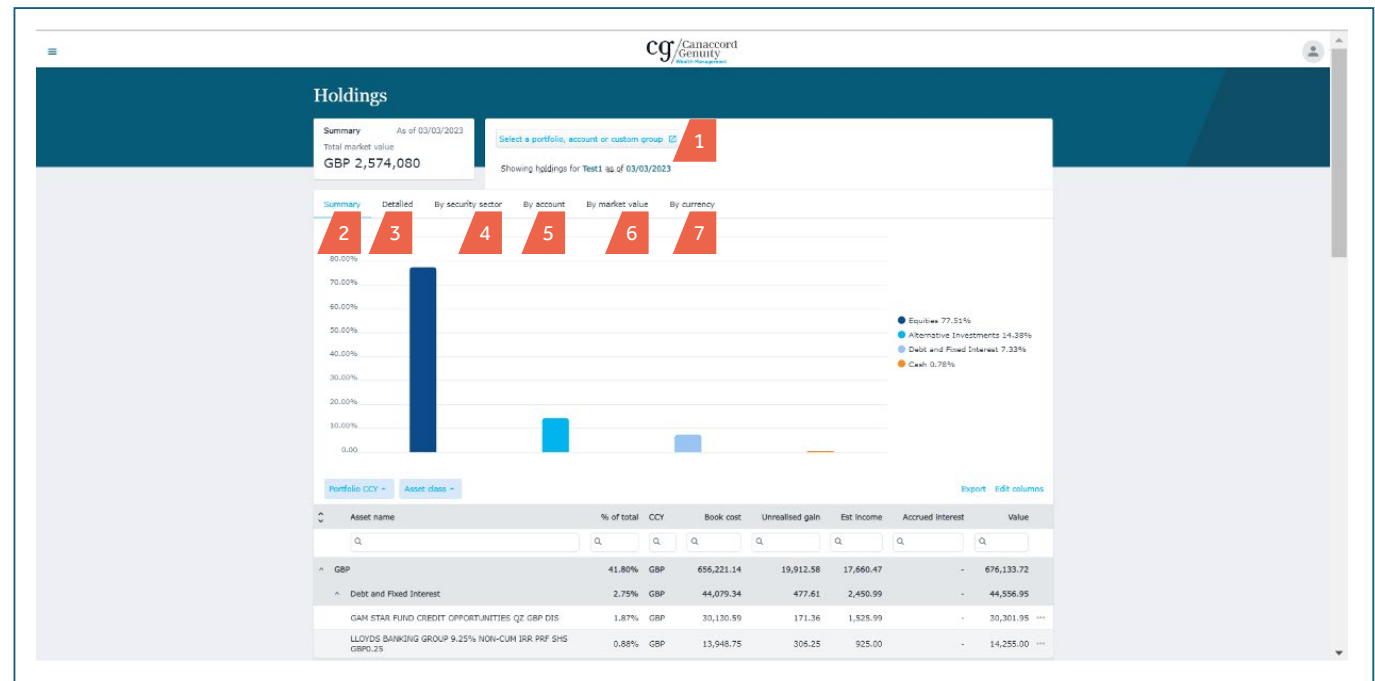 cg/Canaccord
Genuity
Wealth Management
Holdings
Summary As of 03/03/2023
Total market value
GBP 2,574,080
Select a portfolio, account or custom group 1
Showing holdings for Test1 as of 03/03/2023
Summary Detailed By security sector By account By market value By currency
2 3 4 5 6 7
80.00%
70.00%
60.00%
50.00%
40.00%
30.00%
20.00%
10.00%
0.00
Equities 77.51%
Alternative Investments 14.38%
Debt and Fixed Interest 7.33%
Cash 0.78%
Portfolio CCY Asset class Export Edit columns
Asset name % of total CCY Book cost Unrealised gain Est income Accrued interest Value
GBP 41.80% GBP 656,221.14 19,912.58 17,660.47 - 676,133.72
Debt and Fixed Interest 2.75% GBP 44,079.34 477.61 2,450.99 - 44,556.95
GAM STAR FUND CREDIT OPPORTUNITIES QZ GBP DIS 1.87% GBP 30,130.59 171.36 1,525.99 - 30,301.95 ...
LLOYDS BANKING GROUP 9.25% NON-CUM IRR PRF SHS
GBP0.25 0.88% GBP 13,948.75 306.25 925.00 - 14,255.00 ...